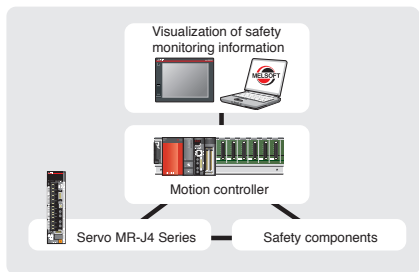 Visualization of safety
monitoring information
MELSOFT
Motion controller
Servo MR-J4 Series
Safety components